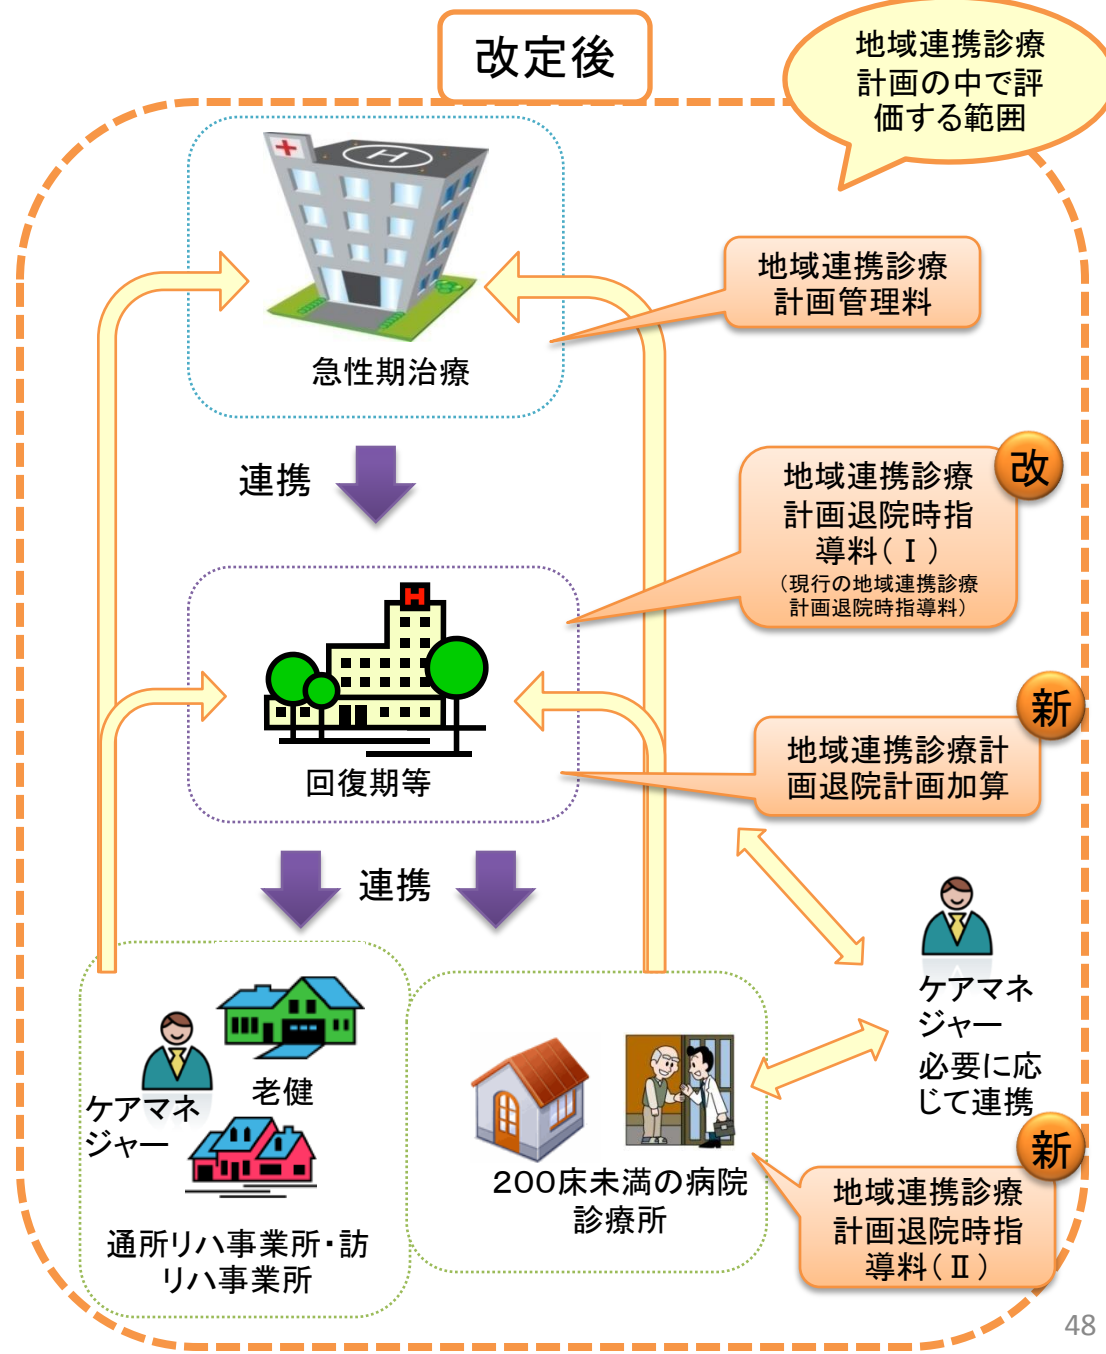 改定後
地域連携診療
計画の中で評
価する範囲
地域連携診療
計画管理料
急性期治療
連携
改
地域連携診療
計画退院時指
導料(Ⅰ)
(現行の地域連携診療
計画退院時指導料)
H
回復期等
新
地域連携診療計
画退院計画加算
連携
ケアマネ
ジャー
必要に応
じて連携
老健
ケアマネ
ジャー
通所リハ事業所・訪
リハ事業所
200床未満の病院
診療所
新
地域連携診療
計画退院時指
導料(Ⅱ)
48